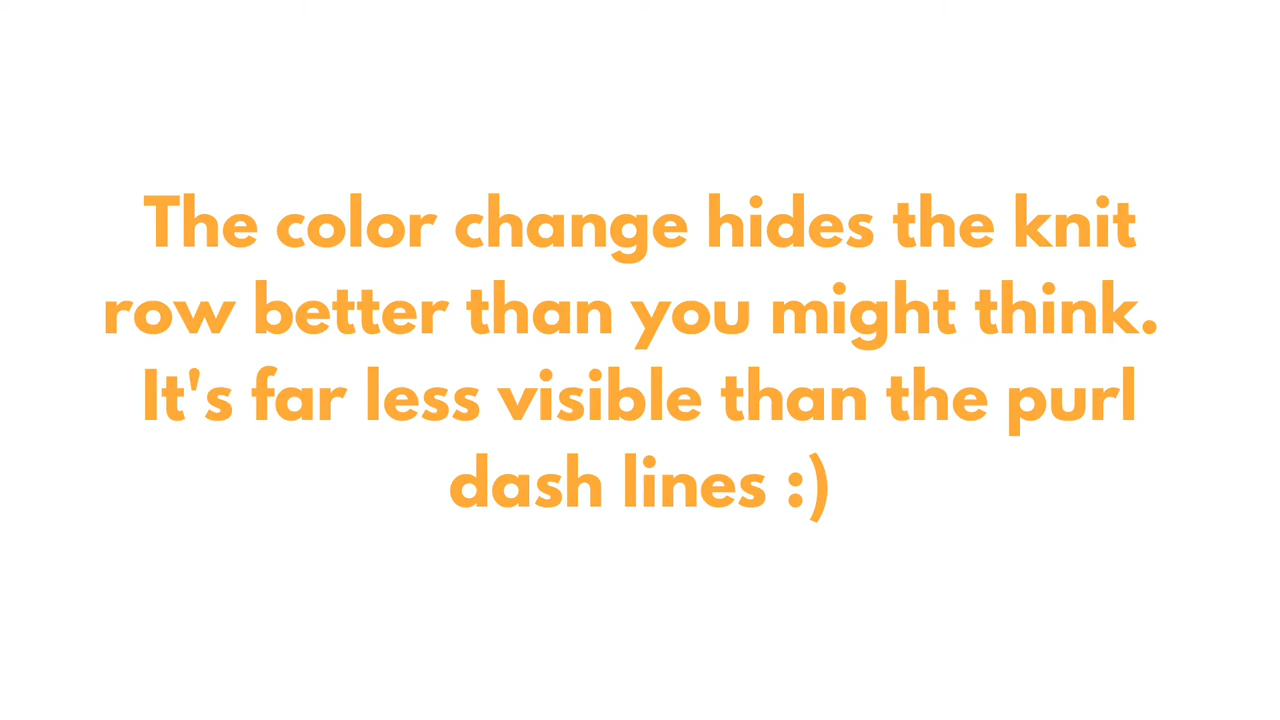 The color change hides the knit
row better than you might think.
It's far less visible than the purl
dash lines :)